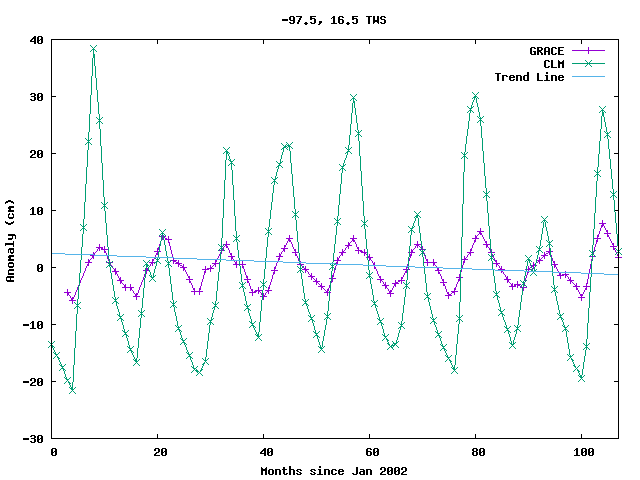 -97.5, 16.5 TWS
GRACE
CLM
Trend Line
Anomaly (cm)
40
30
20
10
0
-10
-20
-30
0 20 40 60 80 100
Months since Jan 2002